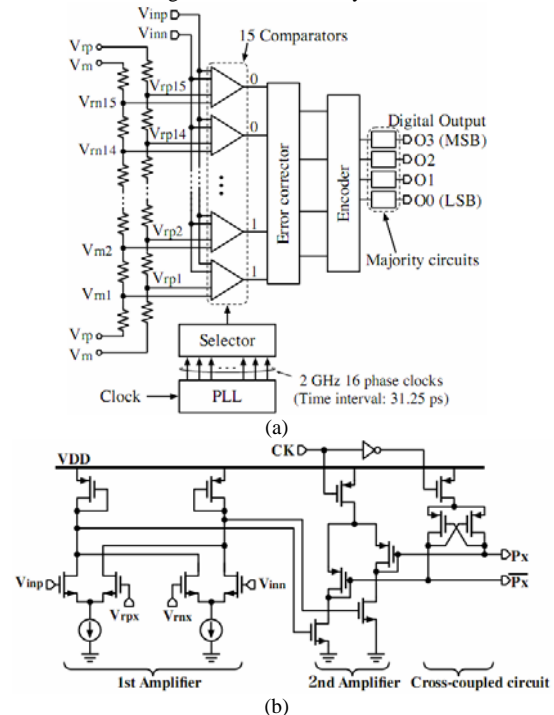 Vinp
Vinn
15 Comparators
Vrp
Vrn
Vrp15
0
Vrn15
Vrp14
0
Vrn14
Error corrector
Encoder
Digital Output
O3 (MSB)
O2
O1
O0 (LSB)
Majority circuits
Vrp2
1
Vrn2
Vrp1
1
Vrn1
Vrp
Vrn
Selector
2 GHz 16 phase clocks
(Time interval: 31.25 ps)
Clock
PLL
(a)
CK
VDD
Vinp
Vrpx
Vrnx
Vinn
Px
Px
1st Amplifier
2nd Amplifier
Cross-coupled circuit
(b)